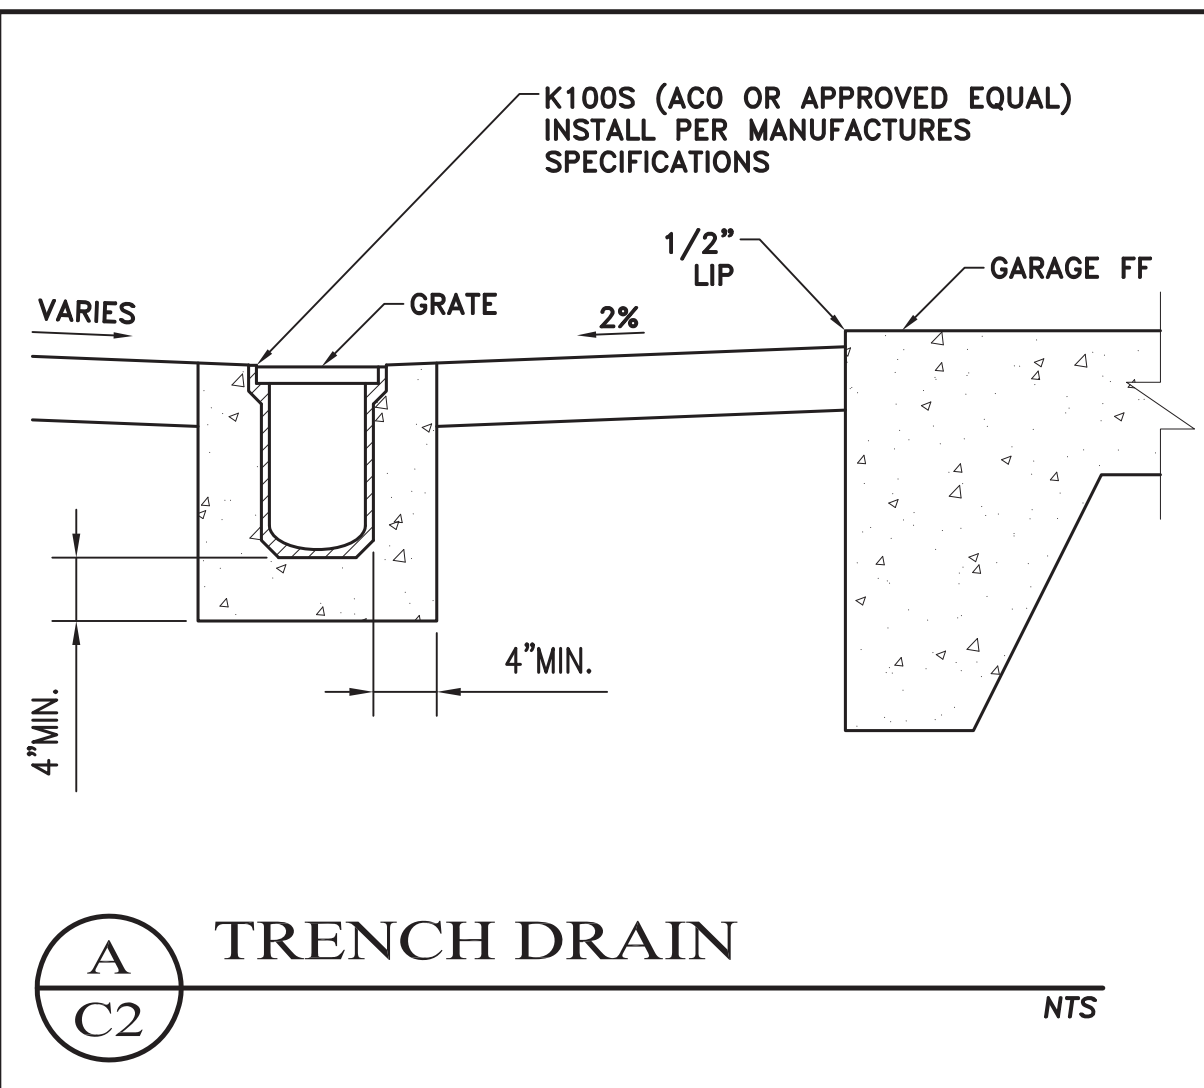 K100S (ACO OR APPROVED EQUAL)
INSTALL PER MANUFACTURES
SPECIFICATIONS
1/2"
LIP
GARAGE FF
VARIES
GRATE
2%
4"MIN.
4"MIN.
A
C2
TRENCH DRAIN
NTS